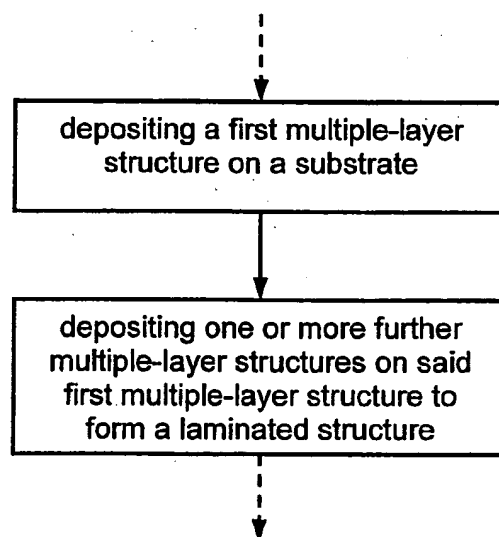 depositing a first multiple-layer
structure on a substrate
depositing one or more further
multiple-layer structures on said
first multiple-layer structure to
form a laminated structure